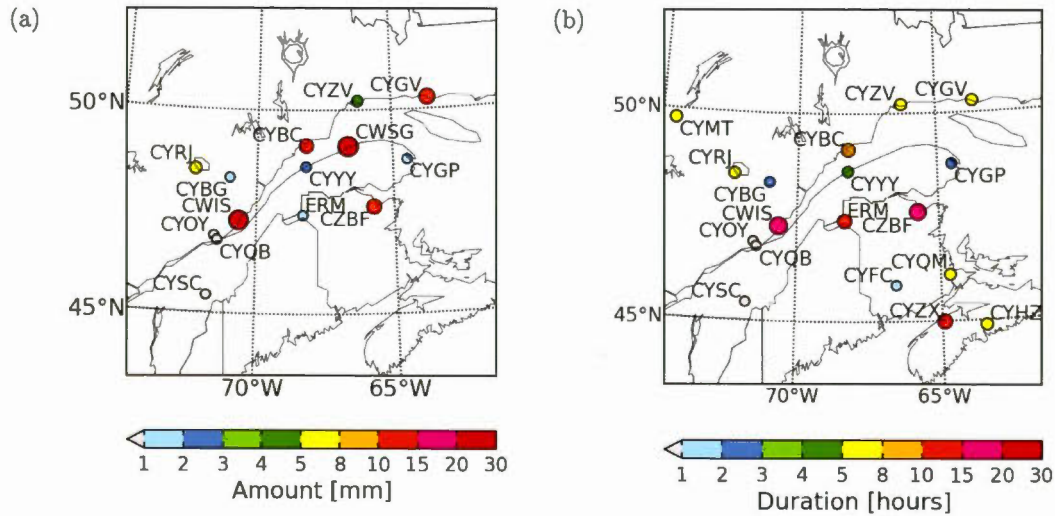 (a)
CYZV CYGV
50°N
CYBC CWSG
CYRJ
CYBG CYYY CYGP
CWIS ERM
CYOY CZBF
CYQB
CYSC
45°N
70°W 65°W
1 2 3 4 5 8 10 15 20 30
Amount [mm]
(b)
CYZV CYGV
50°N
CYMT CYBC
CYRJ
CYBG CYYY CYGP
CWIS ERM
CYOY CZBF
CYQB CYFC CYQM
CYSC
45°N CYZX CYHZ
70°W 65°W
1 2 3 4 5 8 10 15 20 30
Duration [hours]